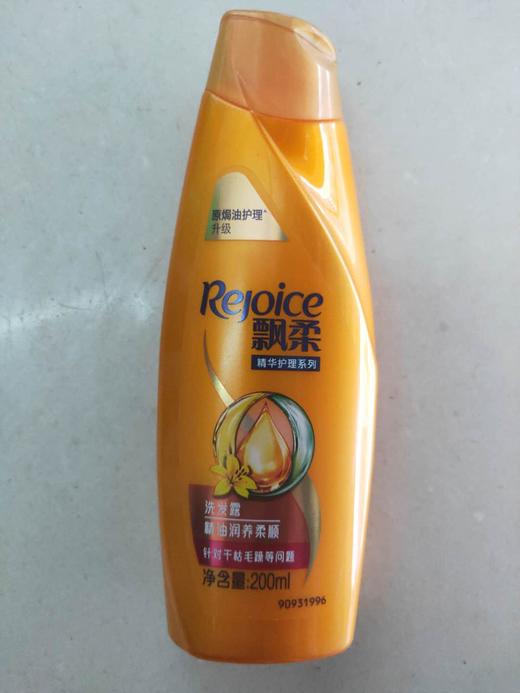 原焗油护理*
升级
Rejoice
飘柔
精华护理系列
洗发露
精油润养柔顺
针对干枯毛躁等问题
净含量:200ml
90931996